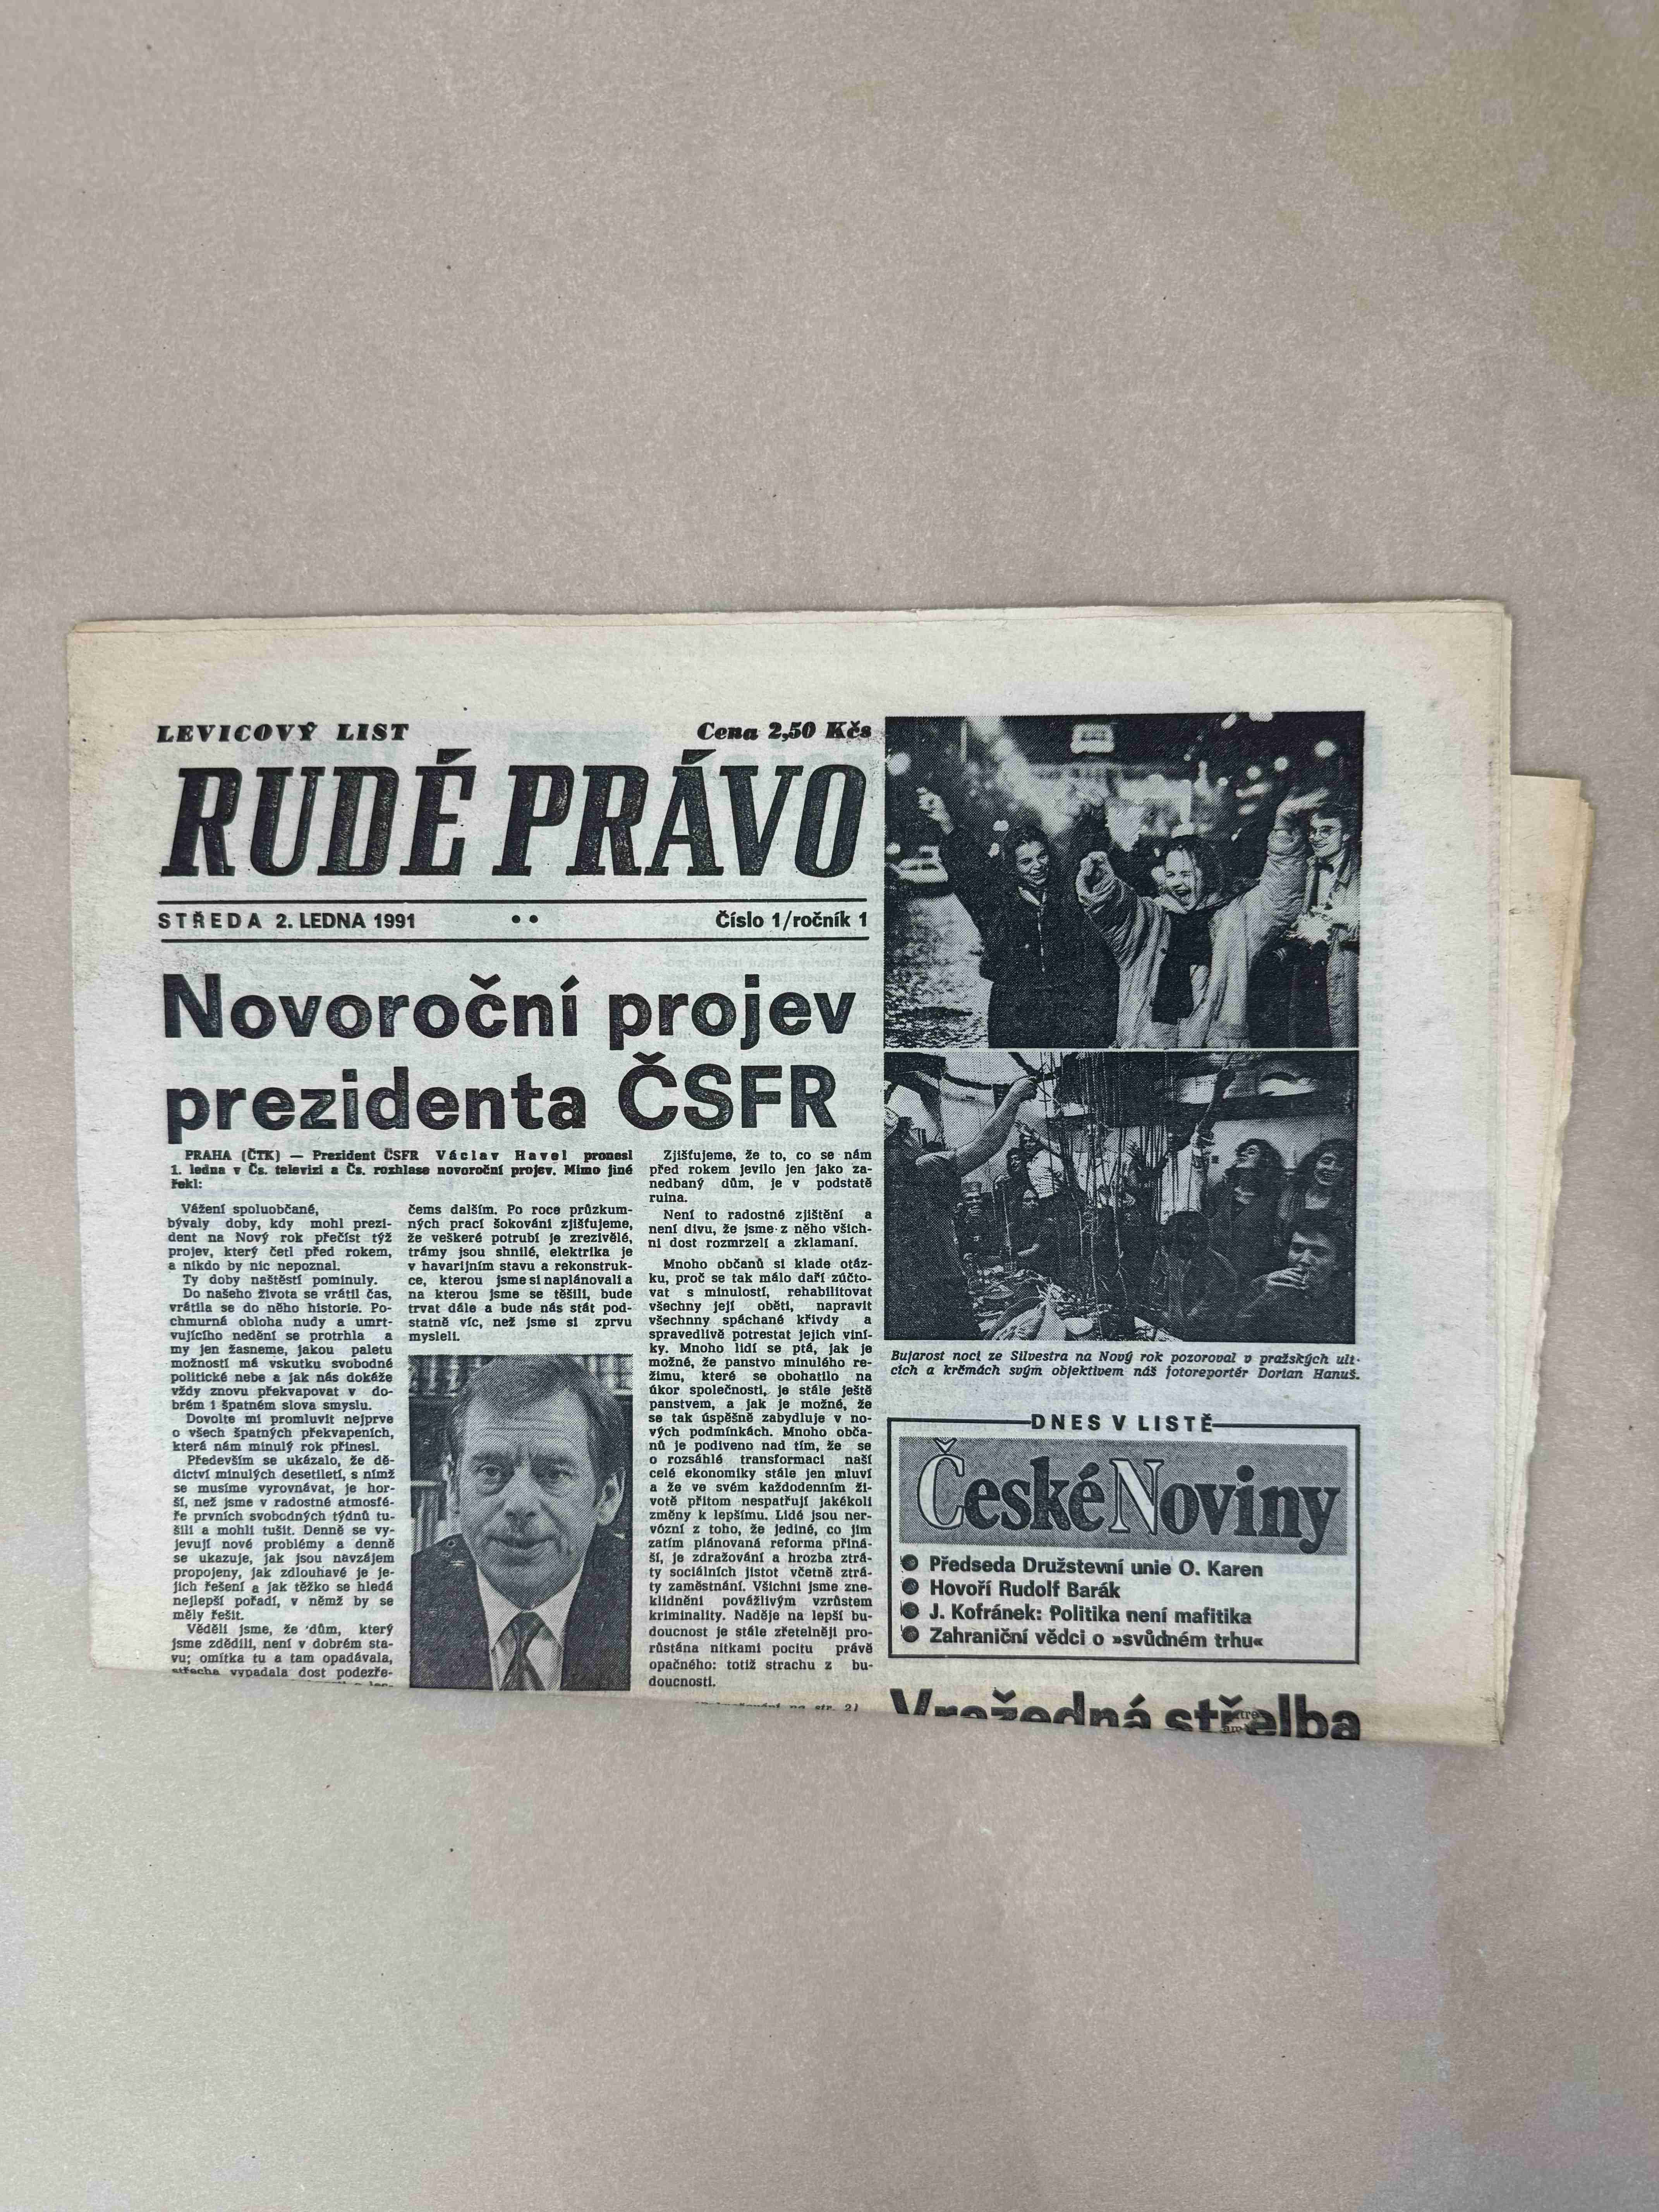 LEVICOVÝ LIST
Cena 2,50 Kčs
RUDÉ PRÁVO
STŘEDA 2. LEDNA 1991
Číslo 1/ročník 1
Novoroční projev
prezidenta ČSFR
PRAHA (ČTK) — Prezident ČSFR Václav Havel pronesl
1. ledna v Čs. televizi a Čs. rozhlase novoroční projev. Mimo jiné
řekl:
Vážení spoluobčané,
bývaly doby, kdy mohl prezi-
dent na Nový rok přečíst týž
projev, který četl před rokem,
a nikdo by nic nepoznal.
Ty doby naštěstí pominuly.
Do našeho života se vrátil čas,
vrátila se do něho historie. Po-
chmurná obloha nudy a umrt-
vujícího nedění se protrhla a
my jen žasneme, jakou paletu
možností má vskutku svobodné
politické nebe a jak nás dokáže
vždy znovu překvapovat v do-
brém i špatném slova smyslu.
Dovolte mi promluvit nejprve
o všech špatných překvapeních,
která nám minulý rok přinesl.
Především se ukázalo, že dě-
dictví minulých desetiletí, s nímž
se musíme vyrovnávat, je hor-
ší, než jsme v radostné atmosfé-
ře prvních svobodných týdnů tu-
šili a mohli tušit. Denně se vy-
jevují nové problémy a denně
se ukazuje, jak jsou navzájem
propojeny, jak zdlouhavé je je-
jich řešení a jak těžko se hledá
nejlepší pořadí, v němž by se
měly řešit.
Věděli jsme, že dům, který
jsme zdědili, není v dobrém sta-
vu; omítka tu a tam opadávala,
střecha vypadala dost podezře-
čems dalším. Po roce průzkum-
ných prací šokování zjišťujeme,
že veškeré potrubí je zrezivělé,
trámy jsou shnilé, elektrika je
v havarijním stavu a rekonstruk-
ce, kterou jsme si naplánovali a
na kterou jsme se těšili, bude
trvat dále a bude nás stát pod-
statně víc, než jsme si zprvu
mysleli.
Zjišťujeme, že to, co se nám
před rokem jevilo jen jako za-
nedbaný dům, je v podstatě
ruina.
Není to radostné zjištění a
není divu, že jsme z něho všich-
ni dost rozmrzelí a zklamaní.
Mnoho občanů si klade otáz-
ku, proč se tak málo daří zúčto-
vat s minulostí, rehabilitovat
všechny její oběti, napravit
všechnny spáchané křivdy a
spravedlivě potrestat jejich viní-
ky. Mnoho lidí se ptá, jak je
možné, že panstvo minulého re-
žimu, které se obohatilo na
úkor společnosti, je stále ještě
panstvem, a jak je možné, že
se tak úspěšně zabydluje v no-
vých podmínkách. Mnoho obča-
nů je podiveno nad tím, že se
o rozsáhlé transformaci naší
celé ekonomiky stále jen mluví
a že ve svém každodenním ži-
votě přitom nespatřují jakékoli
změny k lepšímu. Lidé jsou ner-
vózní z toho, že jediné, co jim
zatím plánovaná reforma přiná-
ší, je zdražování a hrozba ztrá-
ty sociálních jistot včetně ztrá-
ty zaměstnání. Všichni jsme zne-
klidněni povážlivým vzrůstem
kriminality. Naděje na lepší bu-
doucnost je stále zřetelněji pro-
růstána nitkami pocitu právě
opačného: totiž strachu z bu-
doucnosti.
na str. 2)
Bujarost noci ze Silvestra na Nový rok pozoroval v pražských uli-
cích a krčmách svým objektivem náš fotoreportér Dorian Hanuš.
DNES V LISTĚ
České Noviny
● Předseda Družstevní unie O. Karen
● Hovoří Rudolf Barák
● J. Kofránek: Politika není mafitika
● Zahraniční vědci o »svůdném trhu«
Vražedná střelba